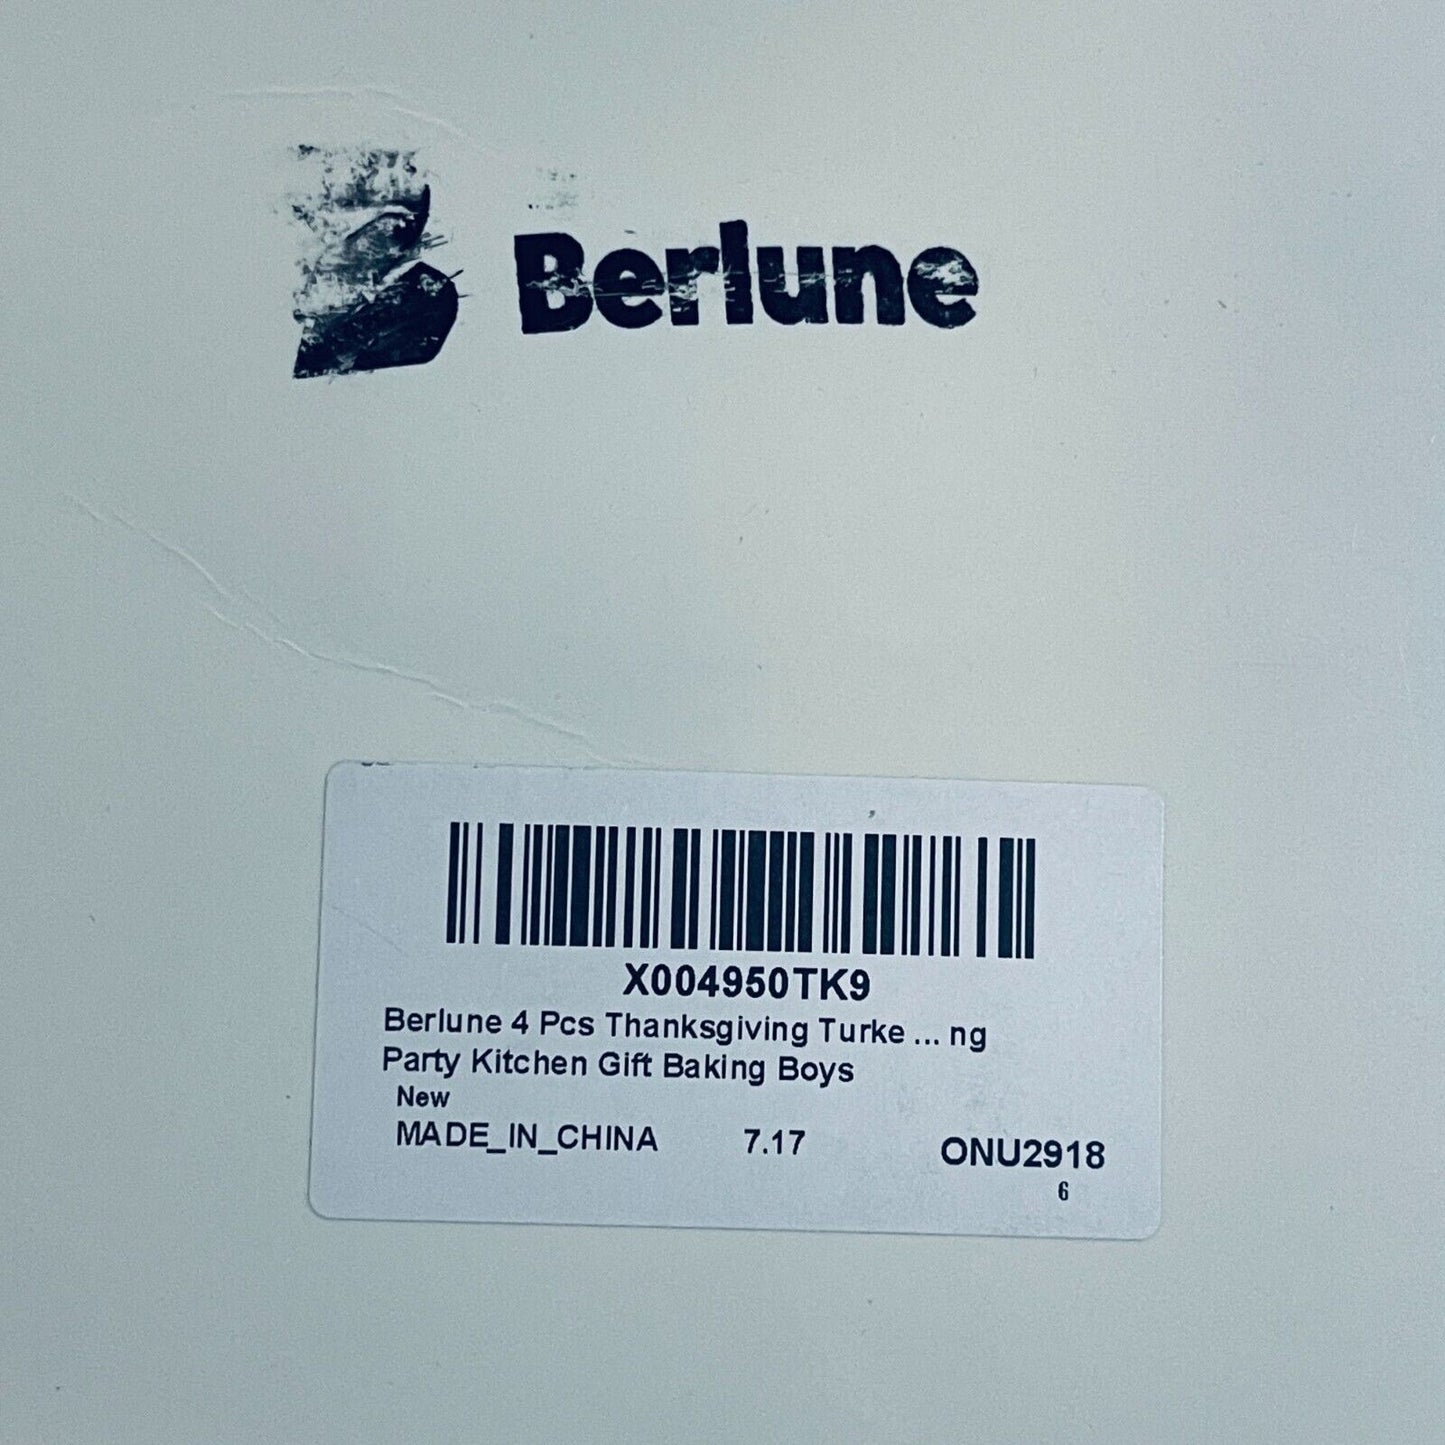 Berlune
X004950TK9
Berlune 4 Pcs Thanksgiving Turke ... ng
Party Kitchen Gift Baking Boys
New
MADE_IN_CHINA 7.17 ONU2918
6